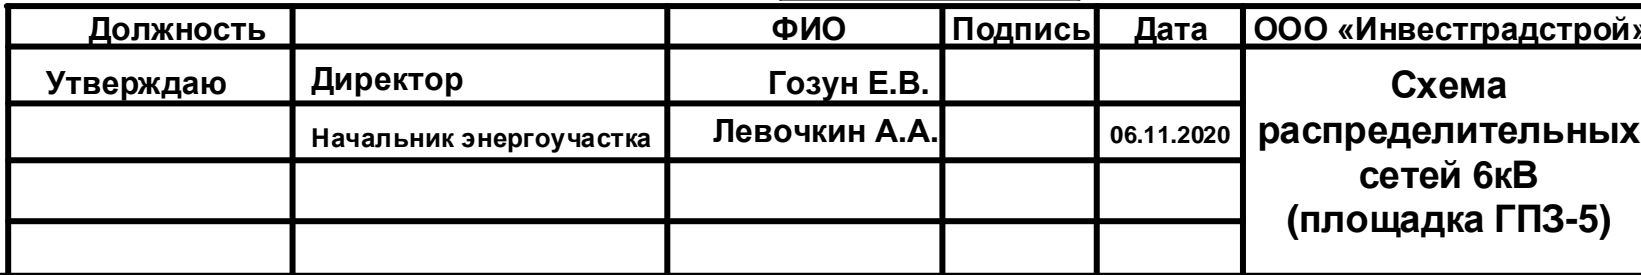 Должность ФИО Подпись Дата ООО «Инвестградстрой»
Утверждаю Директор Гозун Е.В.
Начальник энергоучастка Левочкин А.А. 06.11.2020
Схема
распределительных
сетей 6кВ
(площадка ГПЗ-5)